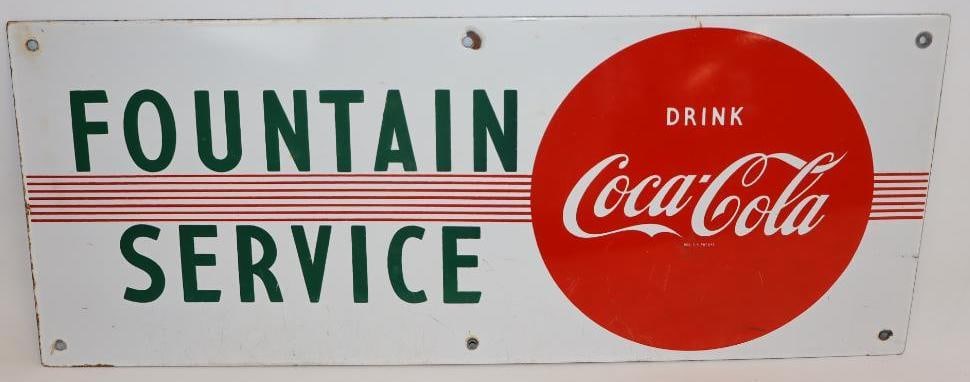 FOUNTAIN
SERVICE
DRINK
Coca-Cola